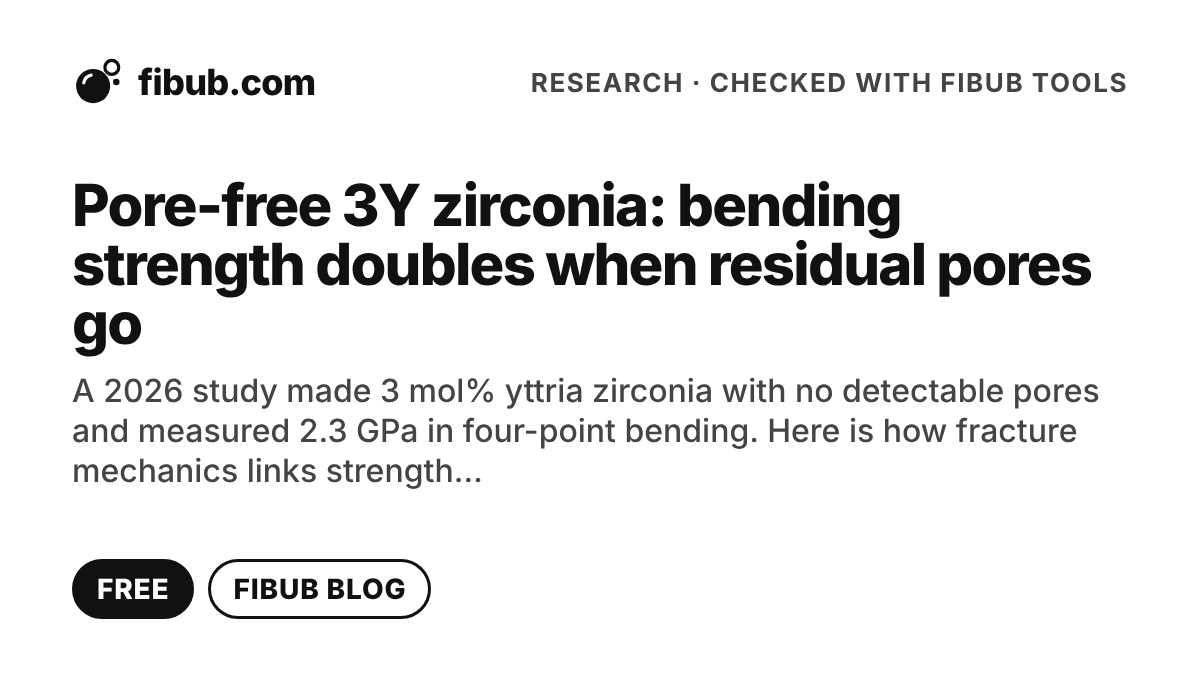 fibub.com
RESEARCH · CHECKED WITH FIBUB TOOLS
Pore-free 3Y zirconia: bending
strength doubles when residual pores
go
A 2026 study made 3 mol% yttria zirconia with no detectable pores
and measured 2.3 GPa in four-point bending. Here is how fracture
mechanics links strength...
FREE
FIBUB BLOG